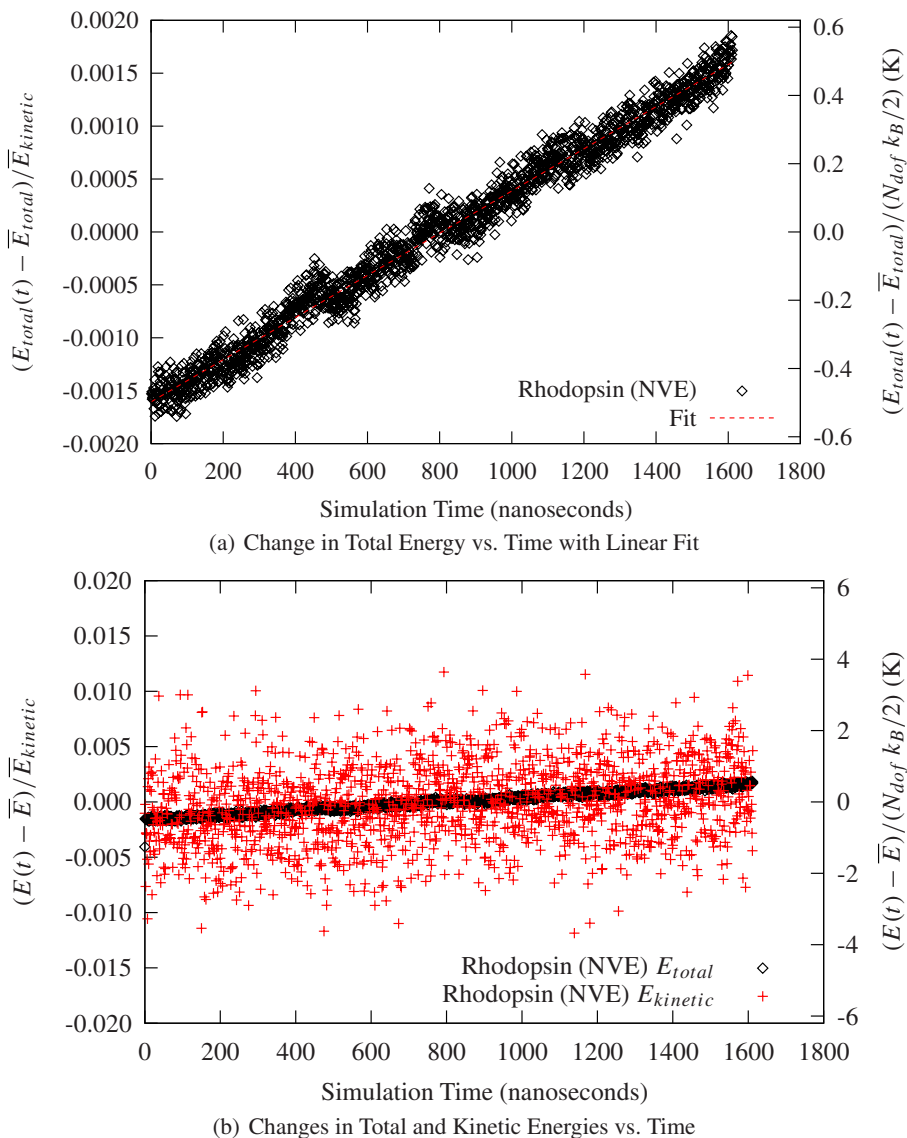 0.0020
0.0015
0.0010
0.0005
0.0000
-0.0005
-0.0010
-0.0015
-0.0020
(E_total(t) − E̅_total)/E̅_kinetic
0.6
0.4
0.2
0.0
-0.2
-0.4
-0.6
(E_total(t) − E̅_total)/(N_dof k_B/2) (K)
Rhodopsin (NVE)
Fit
0 200 400 600 800 1000 1200 1400 1600 1800
Simulation Time (nanoseconds)
(a) Change in Total Energy vs. Time with Linear Fit
0.020
0.015
0.010
0.005
0.000
-0.005
-0.010
-0.015
-0.020
(E(t) − E̅)/E̅_kinetic
6
4
2
0
-2
-4
-6
(E(t) − E̅)/(N_dof k_B/2) (K)
Rhodopsin (NVE) E_total
Rhodopsin (NVE) E_kinetic
0 200 400 600 800 1000 1200 1400 1600 1800
Simulation Time (nanoseconds)
(b) Changes in Total and Kinetic Energies vs. Time